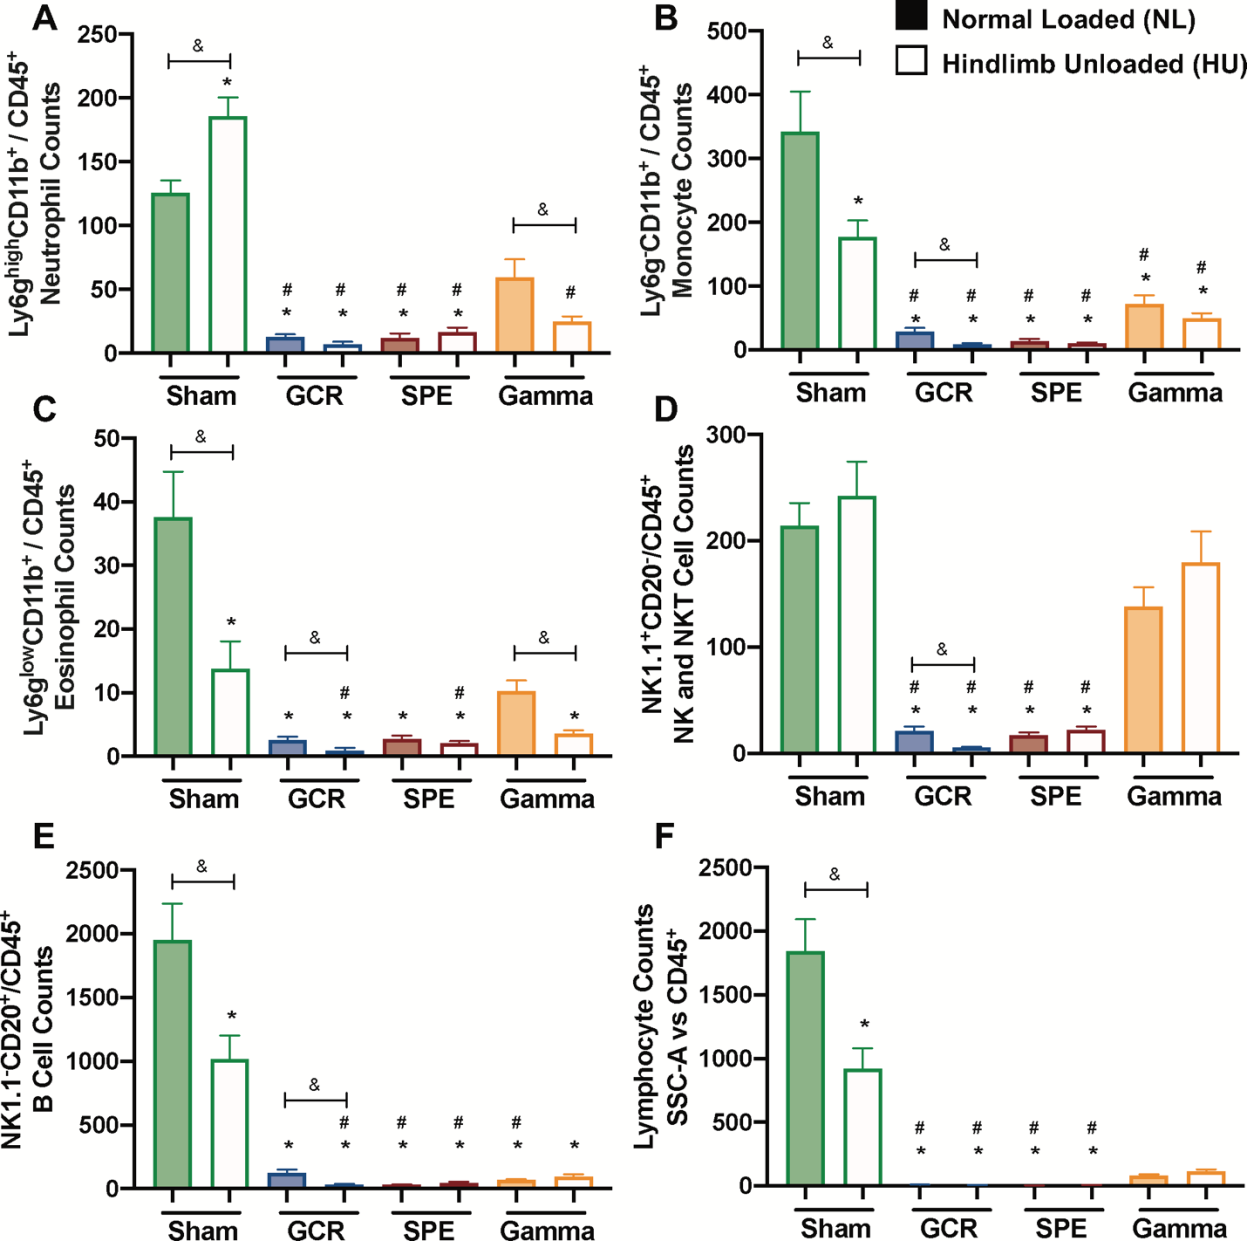 A
Ly6g^high CD11b⁺ / CD45⁺
Neutrophil Counts
250
200
150
100
50
0
&
*
# # # # & #
* * * *
Sham GCR SPE Gamma
B
Normal Loaded (NL)
Hindlimb Unloaded (HU)
Ly6g⁻CD11b⁺ / CD45⁺
Monocyte Counts
500
400
300
200
100
0
&
*
&
# # # # # #
* * * * * *
Sham GCR SPE Gamma
C
Ly6g^low CD11b⁺ / CD45⁺
Eosinophil Counts
50
40
30
20
10
0
&
*
& &
# #
* * * * *
Sham GCR SPE Gamma
D
NK1.1⁺CD20⁻/CD45⁺
NK and NKT Cell Counts
300
200
100
0
&
# # # #
* * * *
Sham GCR SPE Gamma
E
NK1.1⁻CD20⁺/CD45⁺
B Cell Counts
2500
2000
1500
1000
500
0
&
*
&
# # # #
* * * * * *
Sham GCR SPE Gamma
F
Lymphocyte Counts
SSC-A vs CD45⁺
2500
2000
1500
1000
500
0
&
*
# # # #
* * * *
Sham GCR SPE Gamma